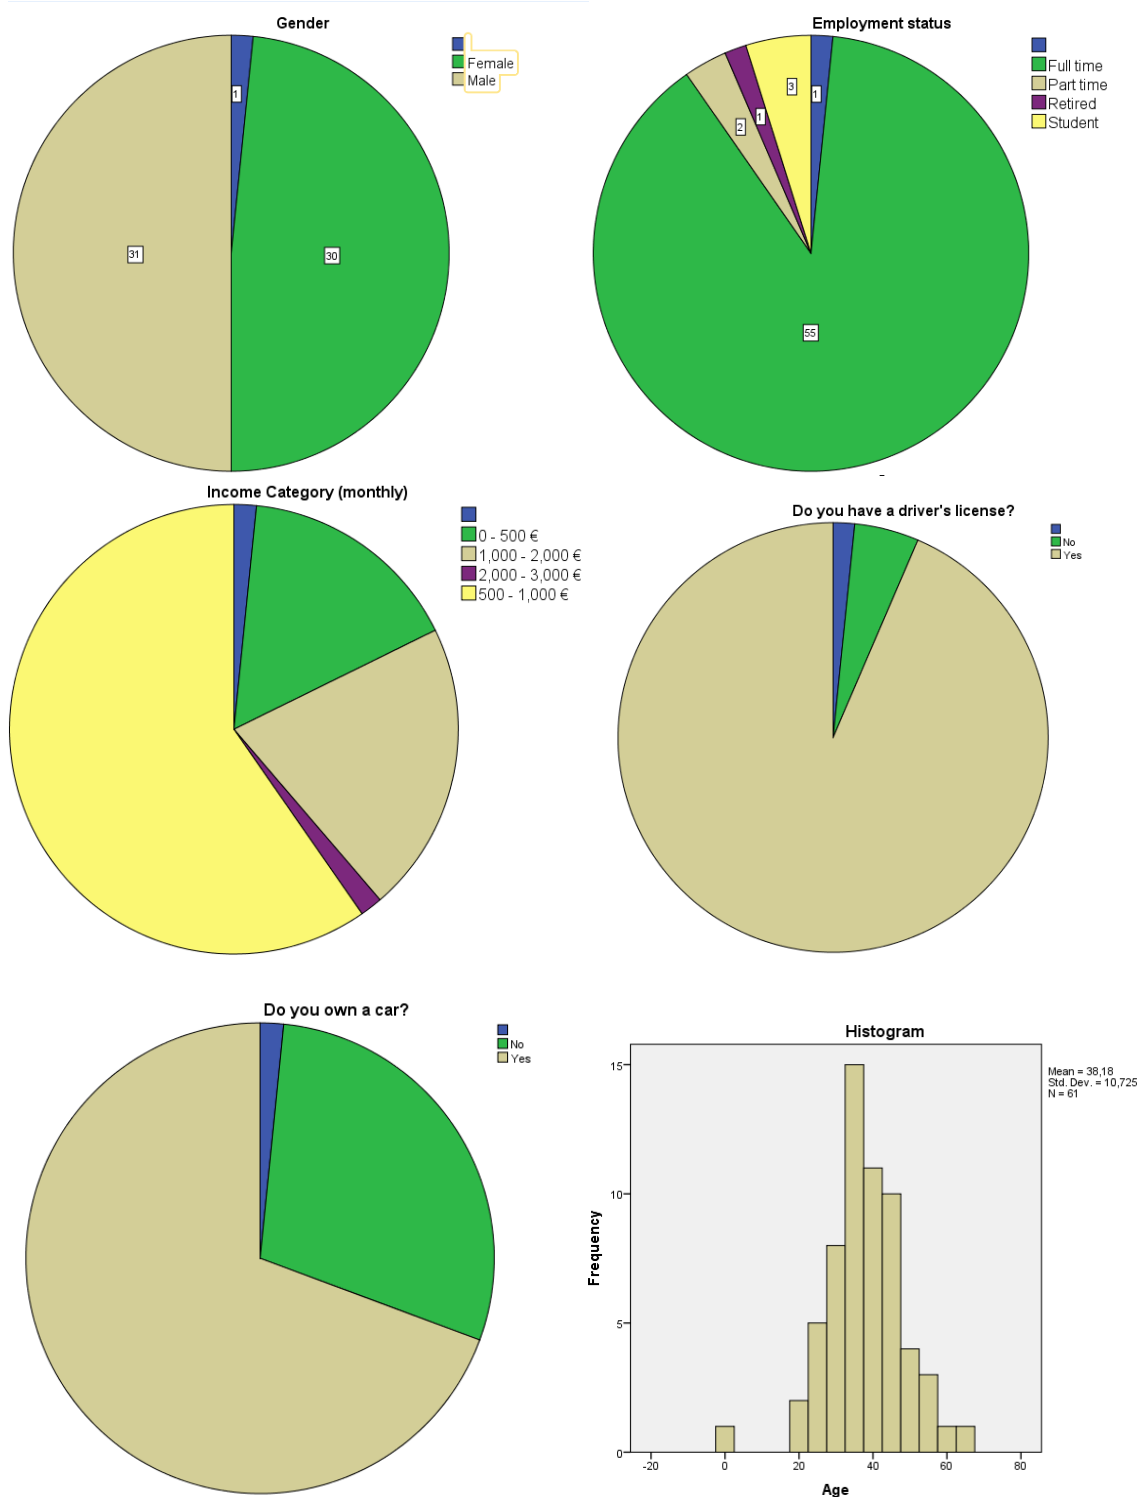 Gender
Female
Male
1
31
30
Employment status
Full time
Part time
Retired
Student
3
1
2
1
55
Income Category (monthly)
0 - 500 €
1,000 - 2,000 €
2,000 - 3,000 €
500 - 1,000 €
Do you have a driver's license?
No
Yes
Do you own a car?
No
Yes
Histogram
Mean = 38,18
Std. Dev. = 10,725
N = 61
Frequency
15
10
5
0
-20 0 20 40 60 80
Age